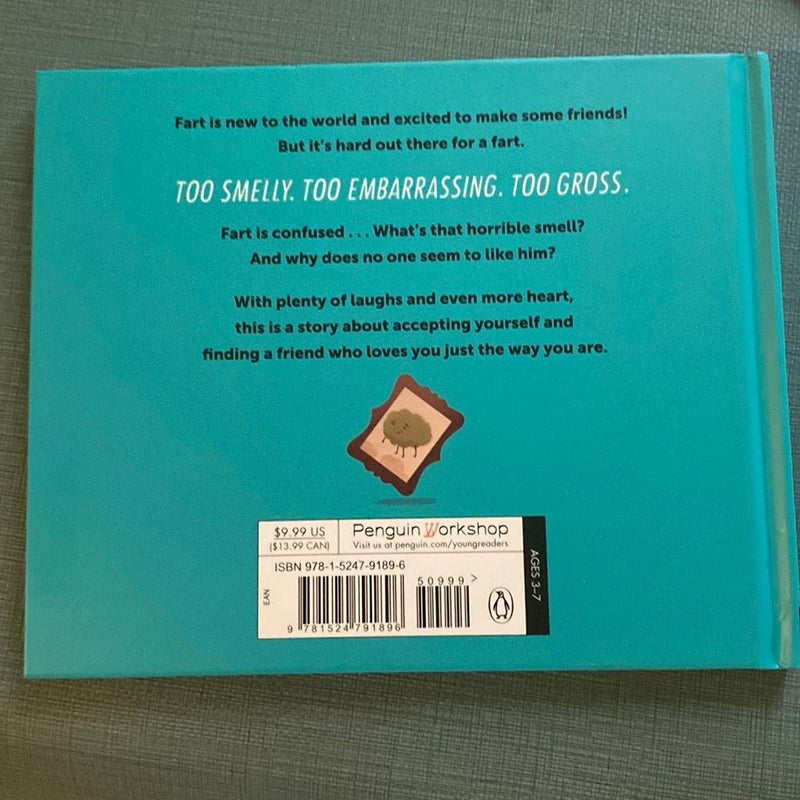 Fart is new to the world and excited to make some friends!
But it's hard out there for a fart.
TOO SMELLY. TOO EMBARRASSING. TOO GROSS.
Fart is confused . . . What's that horrible smell?
And why does no one seem to like him?
With plenty of laughs and even more heart,
this is a story about accepting yourself and
finding a friend who loves you just the way you are.
$9.99 US
($13.99 CAN)
Penguin Workshop
Visit us at penguin.com/youngreaders
ISBN 978-1-5247-9189-6
50999>
EAN
9 781524 791896
AGES 3–7